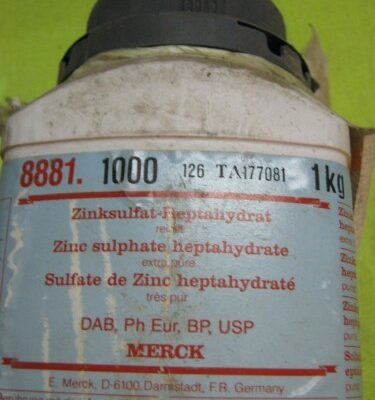 8881. 1000 126 TA177081 1kg
Zinksulfat-Heptahydrat
reinst
Zinc sulphate heptahydrate
extra pure
Sulfate de Zinc heptahydraté
très pur
DAB, Ph Eur, BP, USP
MERCK
E. Merck, D-6100 Darmstadt, F.R. Germany